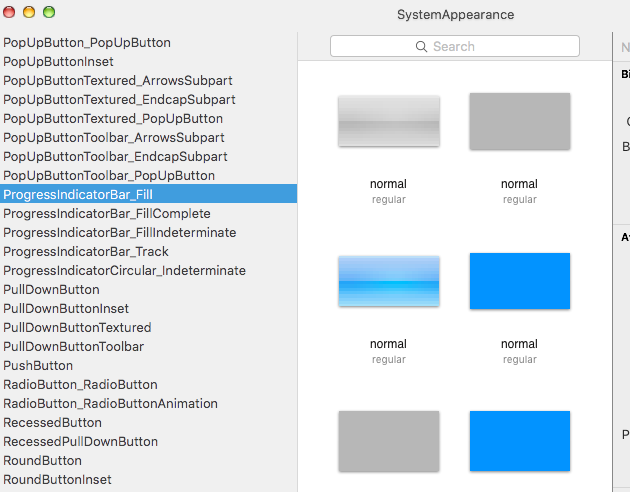 SystemAppearance
PopUpButton_PopUpButton
PopUpButtonInset
PopUpButtonTextured_ArrowsSubpart
PopUpButtonTextured_EndcapSubpart
PopUpButtonTextured_PopUpButton
PopUpButtonToolbar_ArrowsSubpart
PopUpButtonToolbar_EndcapSubpart
PopUpButtonToolbar_PopUpButton
ProgressIndicatorBar_Fill
ProgressIndicatorBar_FillComplete
ProgressIndicatorBar_FillIndeterminate
ProgressIndicatorBar_Track
ProgressIndicatorCircular_Indeterminate
PullDownButton
PullDownButtonInset
PullDownButtonTextured
PullDownButtonToolbar
PushButton
RadioButton_RadioButton
RadioButton_RadioButtonAnimation
RecessedButton
RecessedPullDownButton
RoundButton
RoundButtonInset
Search
normal
regular
normal
regular
normal
regular
normal
regular
N
Bi
B
P